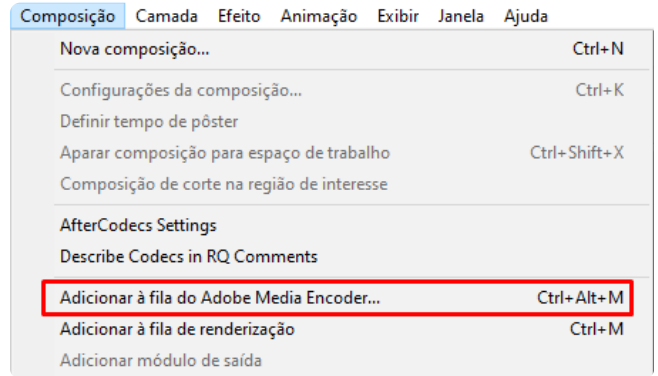 Composição Camada Efeito Animação Exibir Janela Ajuda
Nova composição... Ctrl+N
Configurações da composição... Ctrl+K
Definir tempo de pôster
Aparar composição para espaço de trabalho Ctrl+Shift+X
Composição de corte na região de interesse
AfterCodecs Settings
Describe Codecs in RQ Comments
Adicionar à fila do Adobe Media Encoder... Ctrl+Alt+M
Adicionar à fila de renderização Ctrl+M
Adicionar módulo de saída